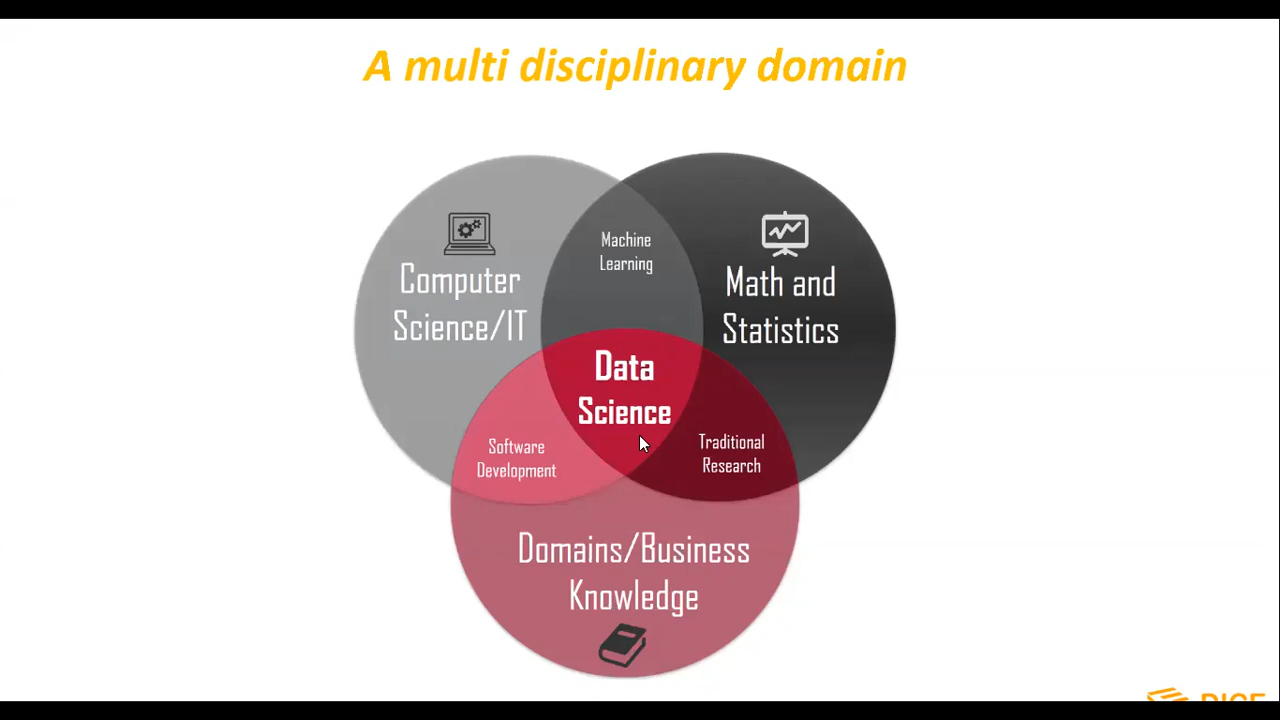 A multi disciplinary domain
Machine
Learning
Computer
Science/IT
Math and
Statistics
Data
Science
Software
Development
Traditional
Research
Domains/Business
Knowledge